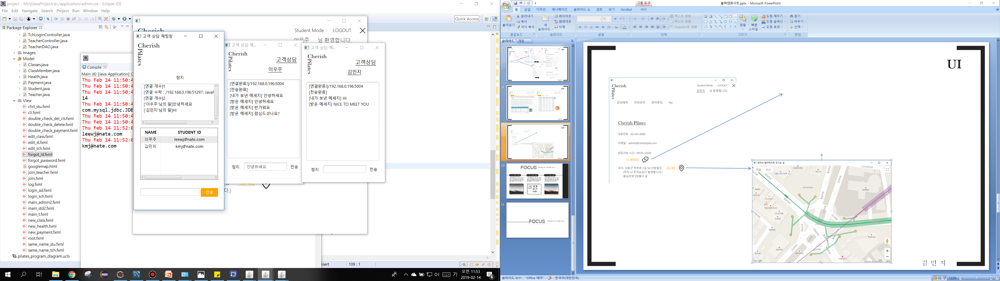 project - MinjiJavaProject/src/application/admin.css - Eclipse IDE
File Edit Navigate Search Project Run Window Help
Quick Access
Package Explorer
TchLoginController.java
TeacherController.java
TeacherDAO.java
images
Model
Classes.java
ClassMember.java
Health.java
Payment.java
Student.java
Teacher.java
View
chrt_stu.fxml
cli.fxml
double_check_del_cls.fxml
double_check_delete.fxml
double_check_payment.fxml
edit_class.fxml
edit_st.fxml
edit_tch.fxml
forgot_id.fxml
forgot_password.fxml
googlemap.html
join_teacher.fxml
join.fxml
log.fxml
login_ad.fxml
login_tch.fxml
main_admin2.fxml
main_std2.fxml
main_t.fxml
new_class.fxml
new_health.fxml
new_payment.fxml
root.fxml
same_name_stu.fxml
same_name_tch.fxml
pilates_program_diagram.ucls
Console
Main (6) [Java Application]
Thu Feb 14 11:50:4
Thu Feb 14 11:50:4
Thu Feb 14 11:50:4
14
Thu Feb 14 11:50:4
com.mysql.jdbc.JDB
Thu Feb 14 11:50:4
Thu Feb 14 11:50:4
Thu Feb 14 11:52:0
leewj@nate.com
Thu Feb 14 11:52:0
kmj@nate.com
Cherish
Student Mode LOGOUT
이우주 님 환영합니다.
고객 상담 채팅창
Cherish
Pilates
정지
[연결 개수]1
[연결 수락 : /192.168.0.196:51297: JavaF
[연결 개수]2
['이우주'님의 말]안녕하세요
['김민지'님의 말]HI
NAME STUDENT ID
이우주 leewj@nate.com
김민지 kmj@nate.com
전송
고객 상담 채...
Cherish
Pilates
고객상담
이우주
[연결완료!]/192.168.0.196:5004
[전송완료]
[내가 보낸 메세지] 안녕하세요
[받은 메세지] 안녕하세요
[받은 메세지] 반가워요
[받은 메세지] 점심드셨나요?
정지 안녕하세요 전송
고객 상담 채...
Cherish
Pilates
고객상담
김민지
[연결완료!]/192.168.0.196:5004
[전송완료]
[내가 보낸 메세지] HI
[받은 메세지] NICE TO MEET YOU
정지 전송
다.)
nsert 109 : 1
오전 11:53
2019-02-14
가
6
그림 도구
블랙앤화이트.pptx - Microsoft PowerPoint
홈 삽입 디자인 애니메이션 슬라이드 쇼 검토 보기 Acrobat 서식
붙여넣기 잘라내기 복사 서식 복사
새 슬라이드 레이아웃 원래대로 삭제
18
텍스트 방향
텍스트 맞춤
SmartArt로 변환
정렬 빠른 스타일 도형 채우기 도형 윤곽선 도형 효과
찾기 바꾸기 선택
클립보드 슬라이드 글꼴 단락 그리기 편집
슬라이드 개요
7
8
9
10
FOCUS
11
FOCUS
UI
Cherish
Pilates
Student Mode LOGOUT
김민지 님 환영합니다.
강의예약 건강관리 센터문의 My
Cherish Pilates
대표전화 : 02-441-6006
이메일 : admin@cherishpila.com
상담가능 시간 : 09:30~20:00
1:1 채팅상담
위치: 성동구 무학로 2길 54 신방빌딩 지도 확인
(주차 시 주차요금이 발생합니다.)
왕십리역 2번출구 앞
체리쉬 필라테스로 오시는 길
지도 위성
Google
김 민 지
슬라이드 9/11 "Office 테마" 한국어(대한민국) 122%